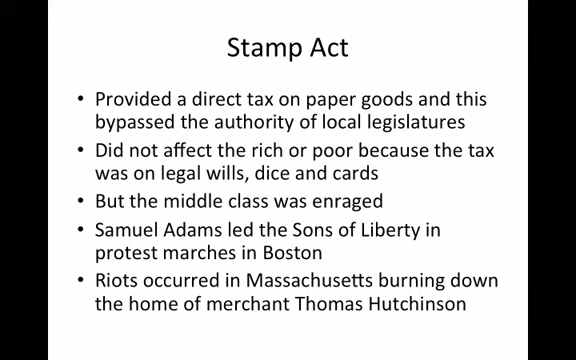 Stamp Act
• Provided a direct tax on paper goods and this
bypassed the authority of local legislatures
• Did not affect the rich or poor because the tax
was on legal wills, dice and cards
• But the middle class was enraged
• Samuel Adams led the Sons of Liberty in
protest marches in Boston
• Riots occurred in Massachusetts burning down
the home of merchant Thomas Hutchinson